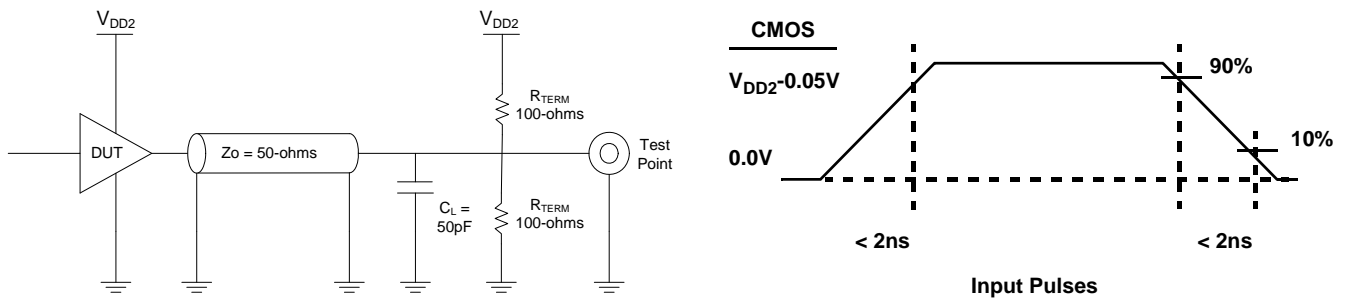 VDD2
VDD2
RTERM
100-ohms
DUT
Zo = 50-ohms
Test
Point
CL =
50pF
RTERM
100-ohms
CMOS
VDD2-0.05V
90%
0.0V
10%
< 2ns
< 2ns
Input Pulses